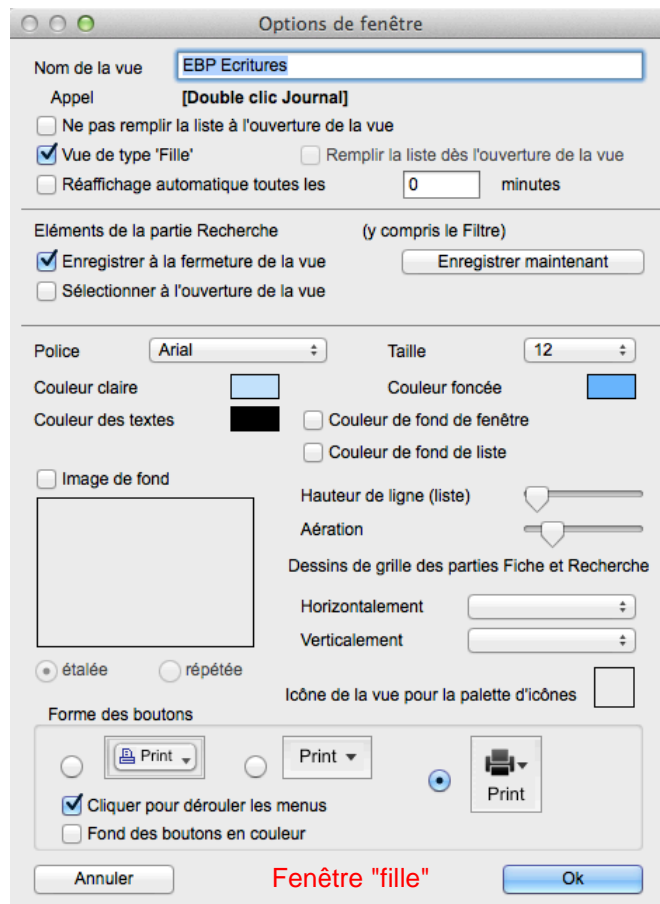 Options de fenêtre
Nom de la vue EBP Ecritures
Appel [Double clic Journal]
Ne pas remplir la liste à l'ouverture de la vue
Vue de type 'Fille' Remplir la liste dès l'ouverture de la vue
Réaffichage automatique toutes les 0 minutes
Eléments de la partie Recherche (y compris le Filtre)
Enregistrer à la fermeture de la vue Enregistrer maintenant
Sélectionner à l'ouverture de la vue
Police Arial Taille 12
Couleur claire Couleur foncée
Couleur des textes Couleur de fond de fenêtre
Couleur de fond de liste
Image de fond
Hauteur de ligne (liste)
Aération
Dessins de grille des parties Fiche et Recherche
Horizontalement
Verticalement
étalée répétée
Icône de la vue pour la palette d'icônes
Forme des boutons
Print Print Print
Cliquer pour dérouler les menus
Fond des boutons en couleur
Annuler Fenêtre "fille" Ok